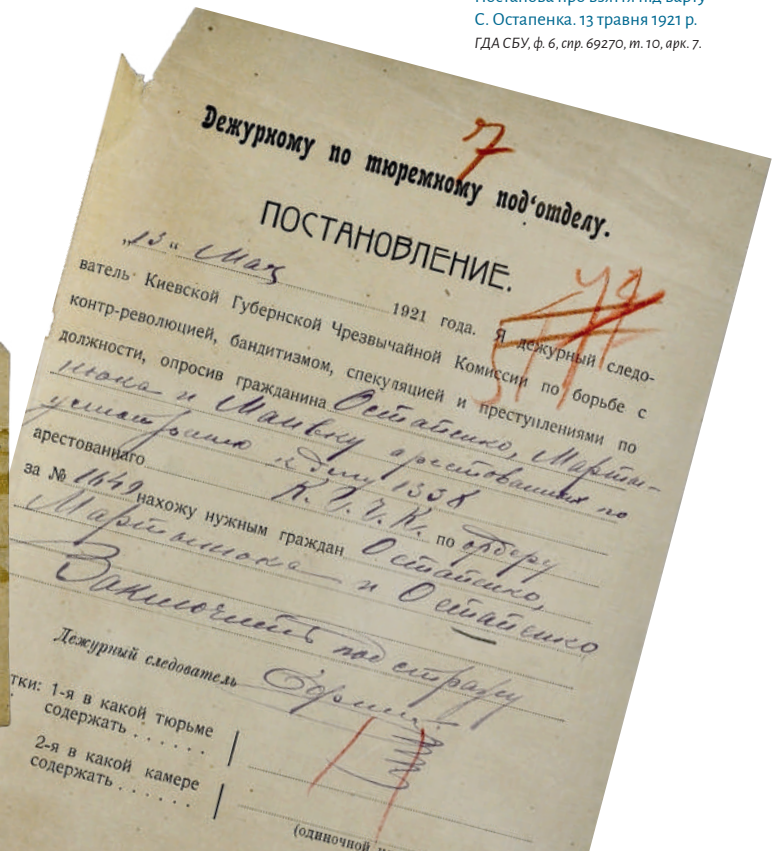 Постанова про взяття під варту
С. Остапенка. 13 травня 1921 р.
ГДА СБУ, ф. 6, спр. 69270, т. 10, арк. 7.
7
Дежурному по тюремному под‘отделу.
ПОСТАНОВЛЕНИЕ.
„13“ Мая 1921 года. Я дежурный следо-
ватель Киевской Губернской Чрезвычайной Комиссии по борьбе с
контр-революцией, бандитизмом, спекуляцией и преступлениями по
должности, опросив гражданина Остапенко, Марты-
нюка и арестованных по
делу 1338
арестованнаго К. Г. Ч. К. по ордеру
за № 1649 нахожу нужным граждан Остапенко,
Мартынюка и Остапенко
Заключить под стражу
Дежурный следователь
тки: 1-я в какой тюрьме
содержать . . . . . .
2-я в какой камере
содержать . . . . . .
(одиночной